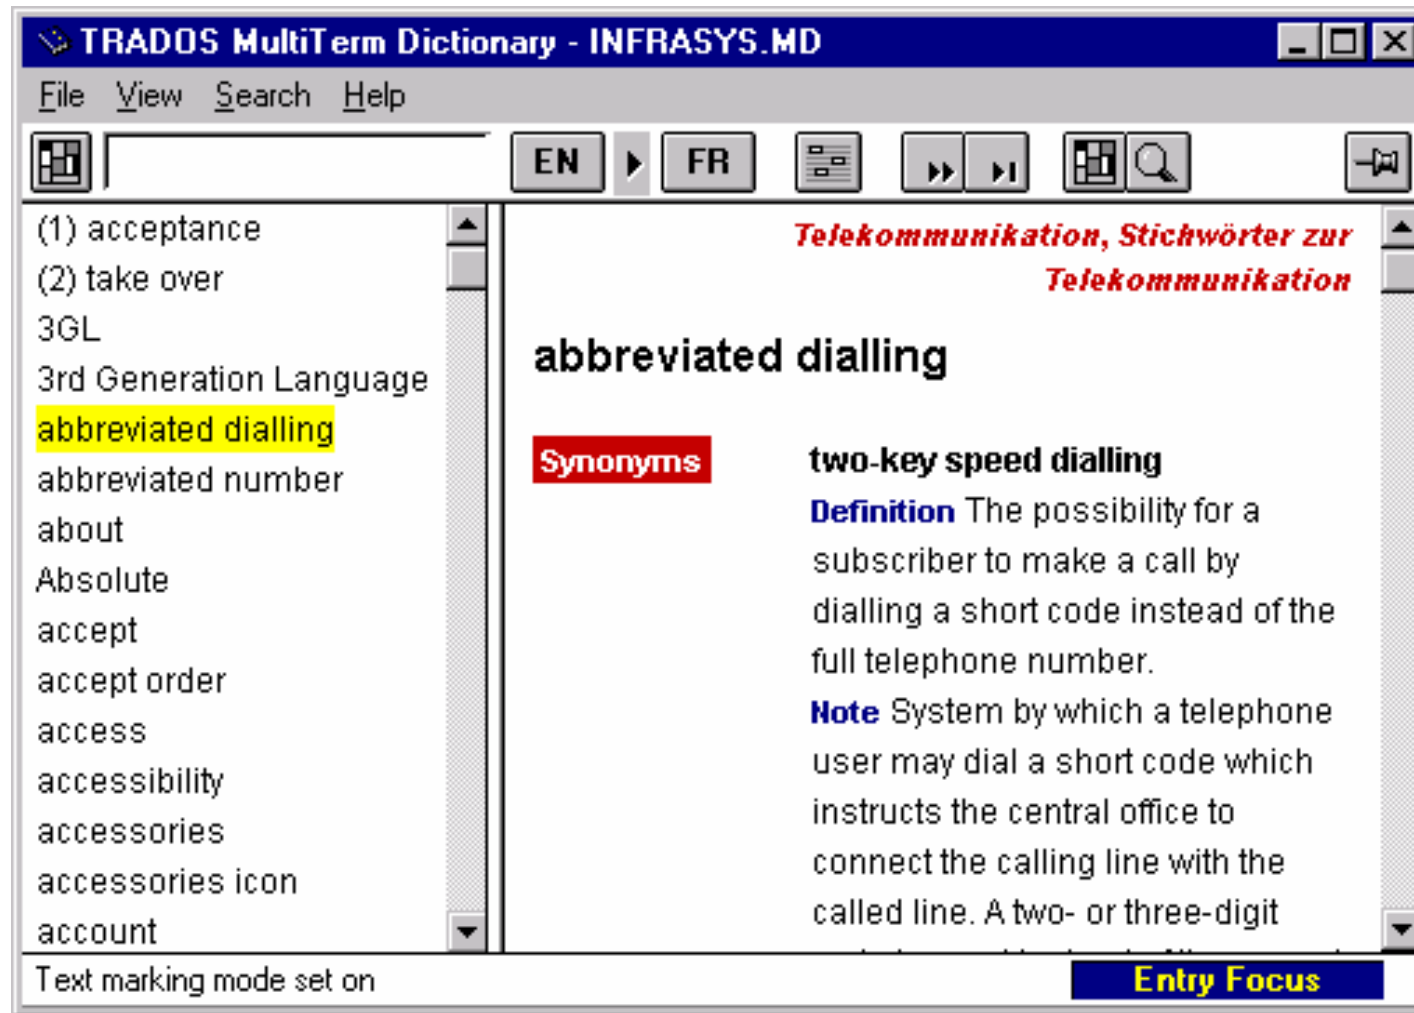 TRADOS MultiTerm Dictionary - INFRASYS.MD
File View Search Help
EN FR
(1) acceptance
(2) take over
3GL
3rd Generation Language
abbreviated dialling
abbreviated number
about
Absolute
accept
accept order
access
accessibility
accessories
accessories icon
account
Telekommunikation, Stichwörter zur
Telekommunikation
abbreviated dialling
Synonyms
two-key speed dialling
Definition The possibility for a
subscriber to make a call by
dialling a short code instead of the
full telephone number.
Note System by which a telephone
user may dial a short code which
instructs the central office to
connect the calling line with the
called line. A two- or three-digit
Text marking mode set on
Entry Focus